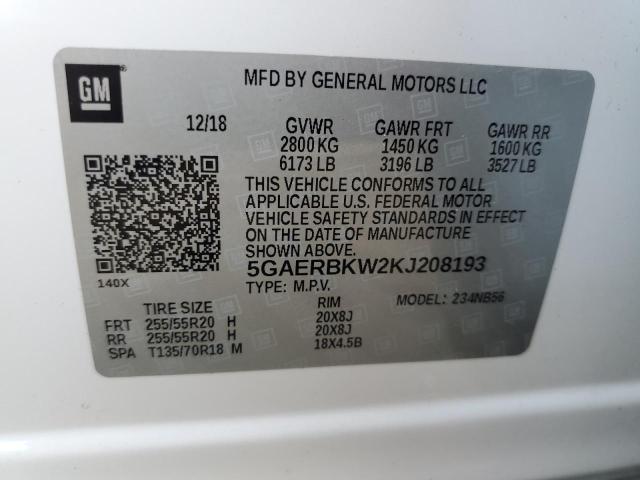 GM
MFD BY GENERAL MOTORS LLC
12/18 GVWR GAWR FRT GAWR RR
2800 KG 1450 KG 1600 KG
6173 LB 3196 LB 3527 LB
THIS VEHICLE CONFORMS TO ALL
APPLICABLE U.S. FEDERAL MOTOR
VEHICLE SAFETY STANDARDS IN EFFECT
ON THE DATE OF MANUFACTURE
SHOWN ABOVE.
5GAERBKW2KJ208193
140X
TYPE: M.P.V. MODEL: 234NB56
TIRE SIZE RIM
FRT 255/55R20 H 20X8J
RR 255/55R20 H 20X8J
SPA T135/70R18 M 18X4.5B